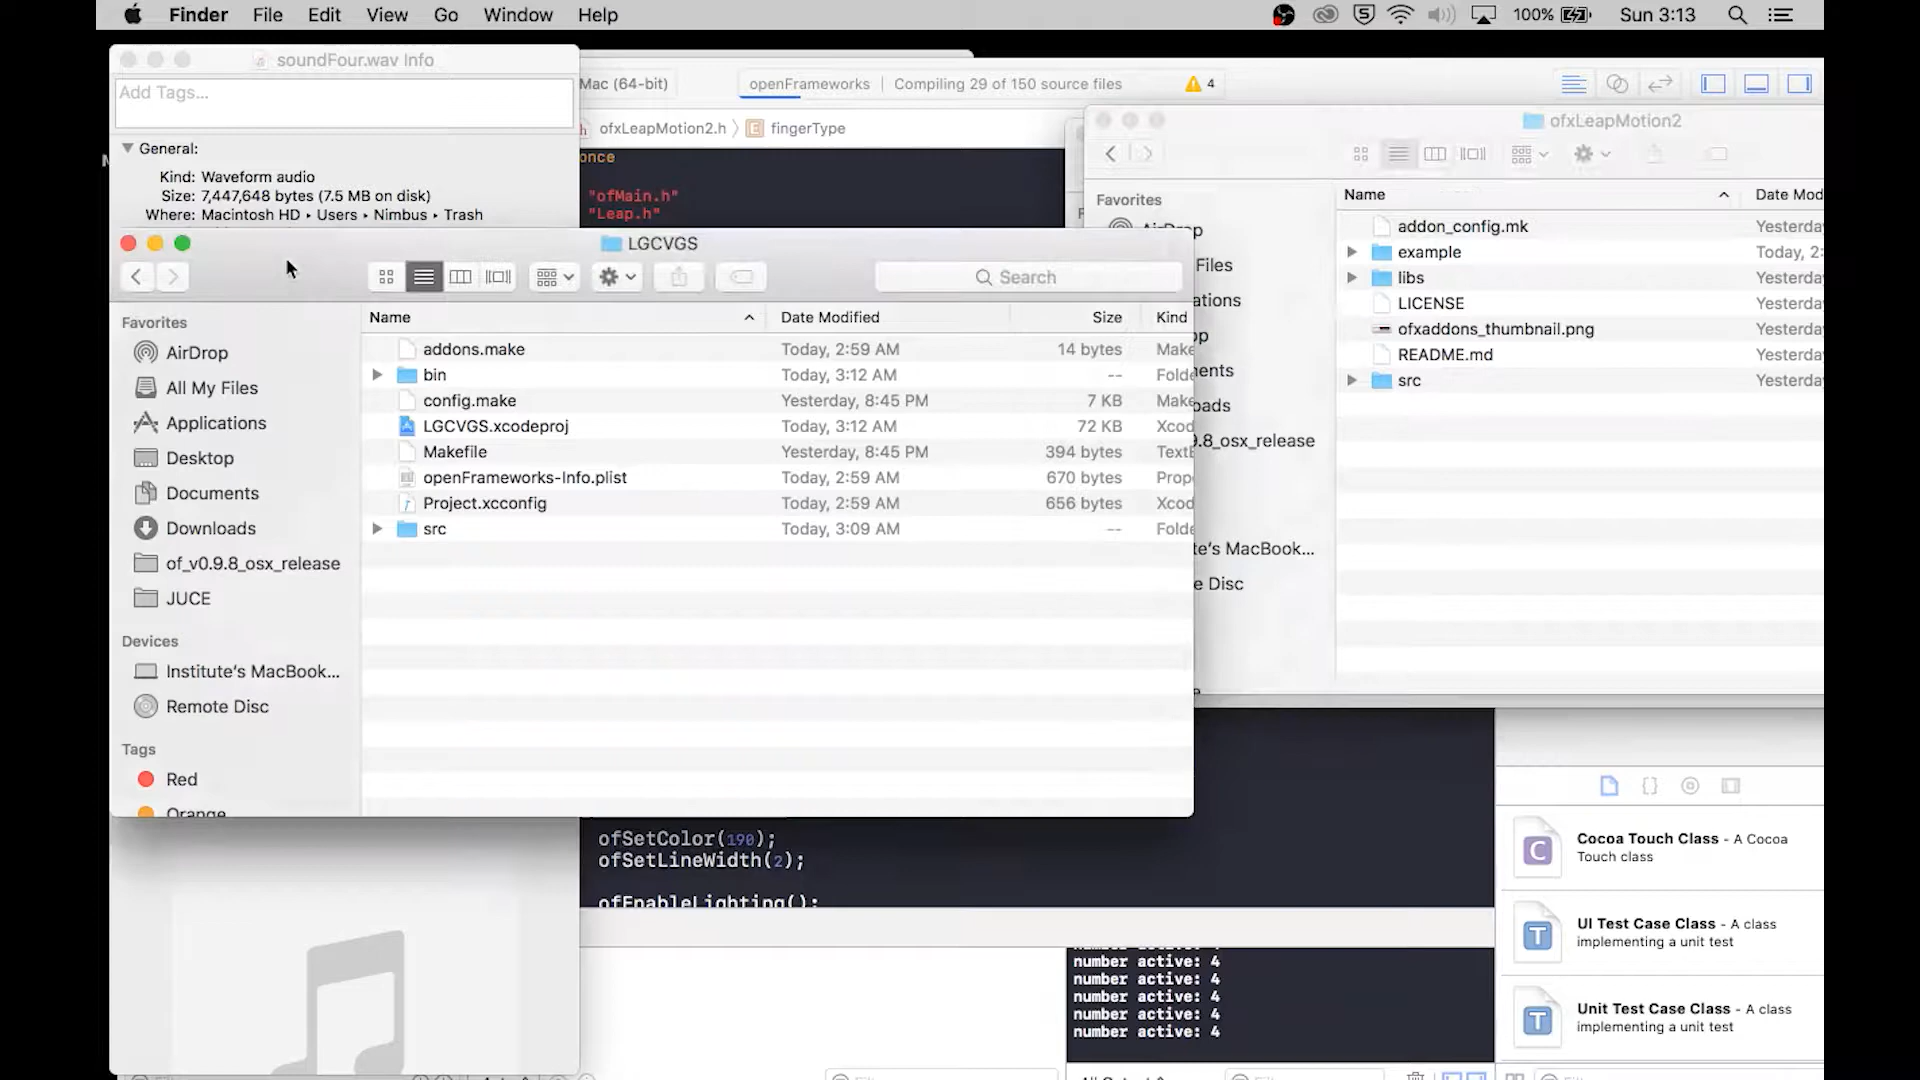 Finder File Edit View Go Window Help
100% Sun 3:13
soundFour.wav Info
Add Tags...
General:
Kind: Waveform audio
Size: 7,447,648 bytes (7.5 MB on disk)
Where: Macintosh HD ▸ Users ▸ Nimbus ▸ Trash
Mac (64-bit)
openFrameworks | Compiling 29 of 150 source files
4
ofxLeapMotion2.h 〉 E fingerType
once
"ofMain.h"
"Leap.h"
ofxLeapMotion2
Favorites
AirDrop
Files
ations
ents
oads
9.8_osx_release
te's MacBook...
e Disc
Name Date Mod
addon_config.mk Yesterda
example Today, 2:
libs Yesterda
LICENSE Yesterda
ofxaddons_thumbnail.png Yesterda
README.md Yesterda
src Yesterda
LGCVGS
Search
Favorites
AirDrop
All My Files
Applications
Desktop
Documents
Downloads
of_v0.9.8_osx_release
JUCE
Devices
Institute's MacBook...
Remote Disc
Tags
Red
Orange
Name Date Modified Size Kind
addons.make Today, 2:59 AM 14 bytes Make
bin Today, 3:12 AM -- Folde
config.make Yesterday, 8:45 PM 7 KB Make
LGCVGS.xcodeproj Today, 3:12 AM 72 KB Xcod
Makefile Yesterday, 8:45 PM 394 bytes TextE
openFrameworks-Info.plist Today, 2:59 AM 670 bytes Prope
Project.xcconfig Today, 2:59 AM 656 bytes Xcod
src Today, 3:09 AM -- Folde
ofSetColor(190);
ofSetLineWidth(2);
ofEnableLighting();
number active: 4
number active: 4
number active: 4
number active: 4
number active: 4
Cocoa Touch Class - A Cocoa
Touch class
UI Test Case Class - A class
implementing a unit test
Unit Test Case Class - A class
implementing a unit test